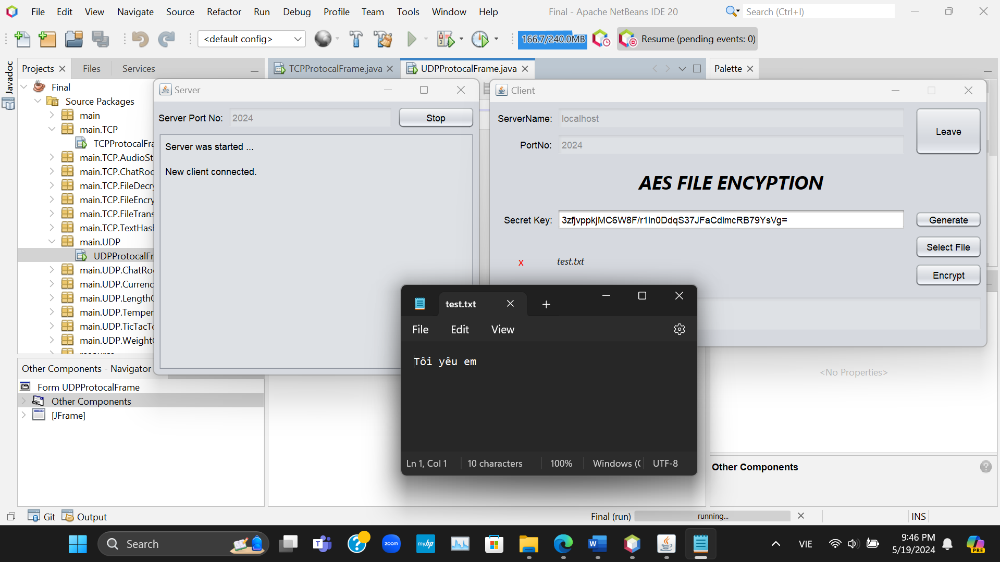 File Edit View Navigate Source Refactor Run Debug Profile Team Tools Window Help
Final - Apache NetBeans IDE 20
Search (Ctrl+I)
<default config>
166.7/240.0MB
Resume (pending events: 0)
Javadoc
Projects Files Services
TCPProtocalFrame.java UDPProtocalFrame.java
Palette
Final
Source Packages
main
main.TCP
TCPProtocalFra
main.TCP.AudioSt
main.TCP.ChatRoo
main.TCP.FileDecry
main.TCP.FileEncry
main.TCP.FileTrans
main.TCP.TextHash
main.UDP
UDPProtocalFr
main.UDP.ChatRo
main.UDP.Currenc
main.UDP.LengthC
main.UDP.Temper
main.UDP.TicTacTo
main.UDP.Weight
Server
Server Port No: 2024 Stop
Server was started ...
New client connected.
Client
ServerName: localhost
Leave
PortNo: 2024
AES FILE ENCYPTION
Secret Key: 3zfjvppkjMC6W8F/r1ln0DdqS37JFaCdlmcRB79YsVg= Generate
Select File
x test.txt
Encrypt
test.txt
File Edit View
Tôi yêu em
Ln 1, Col 1 10 characters 100% Windows (C UTF-8
Other Components - Navigator
Form UDPProtocalFrame
Other Components
[JFrame]
<No Properties>
Other Components
Git Output
Final (run) running... INS
Search
zoom
myhp
VIE
9:46 PM
5/19/2024
PRE